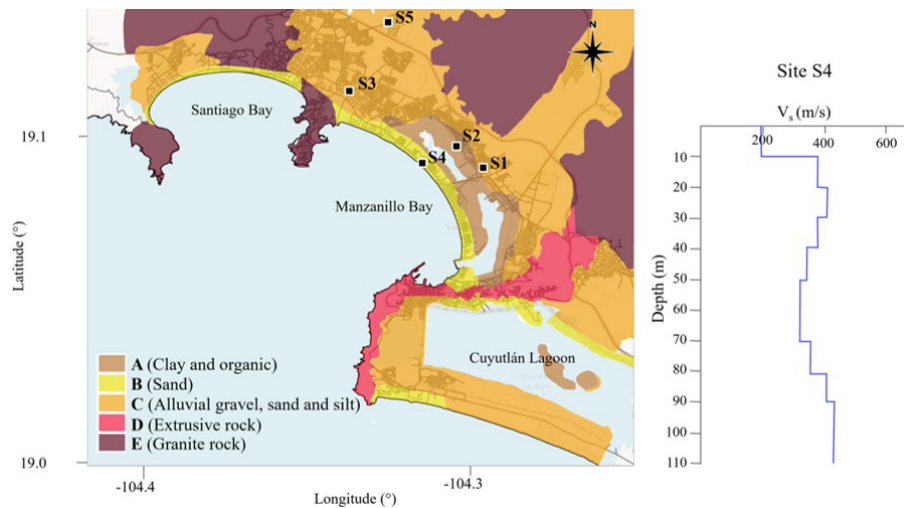 S5
N
S3
Santiago Bay
19.1
S2
S4
S1
Manzanillo Bay
Latitude (°)
A (Clay and organic)
B (Sand)
C (Alluvial gravel, sand and silt)
D (Extrusive rock)
E (Granite rock)
Cuyutlán Lagoon
19.0
-104.4
-104.3
Longitude (°)
Site S4
Vs (m/s)
200 400 600
Depth (m)
10
20
30
40
50
60
70
80
90
100
110